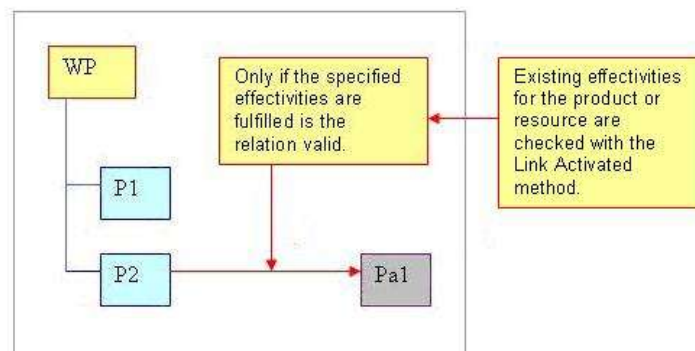 WP
Only if the specified
effectivities are
fulfilled is the
relation valid.
Existing effectivities
for the product or
resource are
checked with the
Link Activated
method.
P1
P2
Pa1